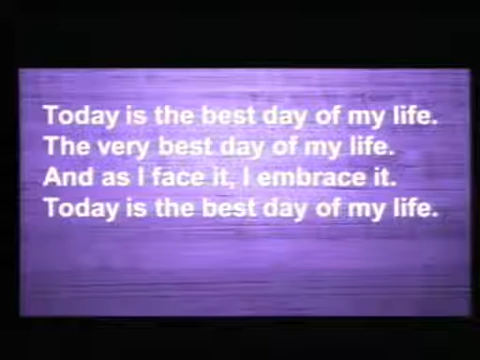 Today is the best day of my life.
The very best day of my life.
And as I face it, I embrace it.
Today is the best day of my life.